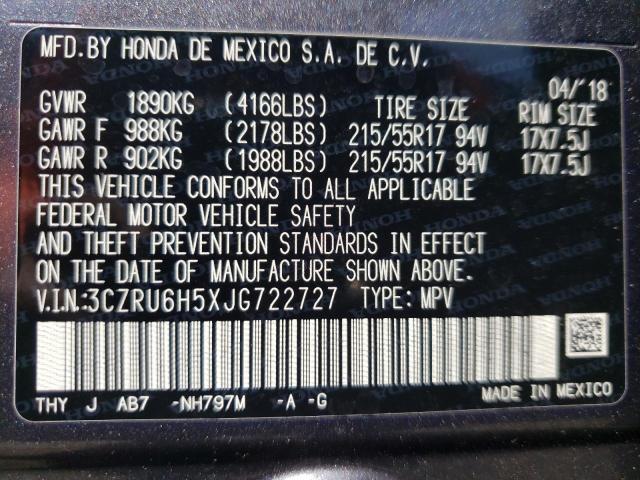 MFD. BY HONDA DE MEXICO S.A. DE C.V.
04/'18
GVWR 1890KG (4166LBS) TIRE SIZE RIM SIZE
GAWR F 988KG (2178LBS) 215/55R17 94V 17X7.5J
GAWR R 902KG (1988LBS) 215/55R17 94V 17X7.5J
THIS VEHICLE CONFORMS TO ALL APPLICABLE
FEDERAL MOTOR VEHICLE SAFETY
AND THEFT PREVENTION STANDARDS IN EFFECT
ON THE DATE OF MANUFACTURE SHOWN ABOVE.
V.I.N.:3CZRU6H5XJG722727 TYPE: MPV
THY J AB7 -NH797M -A -G
MADE IN MEXICO